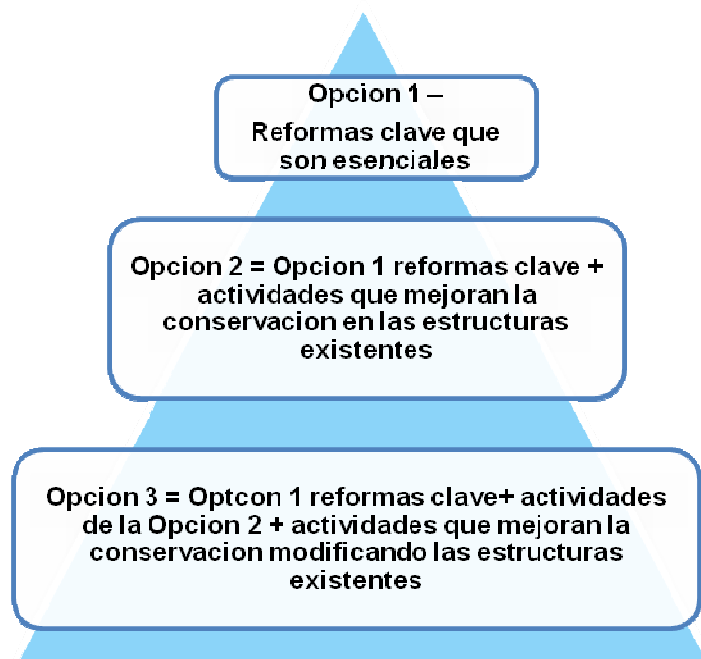 Opcion 1 –
Reformas clave que
son esenciales
Opcion 2 = Opcion 1 reformas clave +
actividades que mejoran la
conservacion en las estructuras
existentes
Opcion 3 = Optcon 1 reformas clave+ actividades
de la Opcion 2 + actividades que mejoran la
conservacion modificando las estructuras
existentes